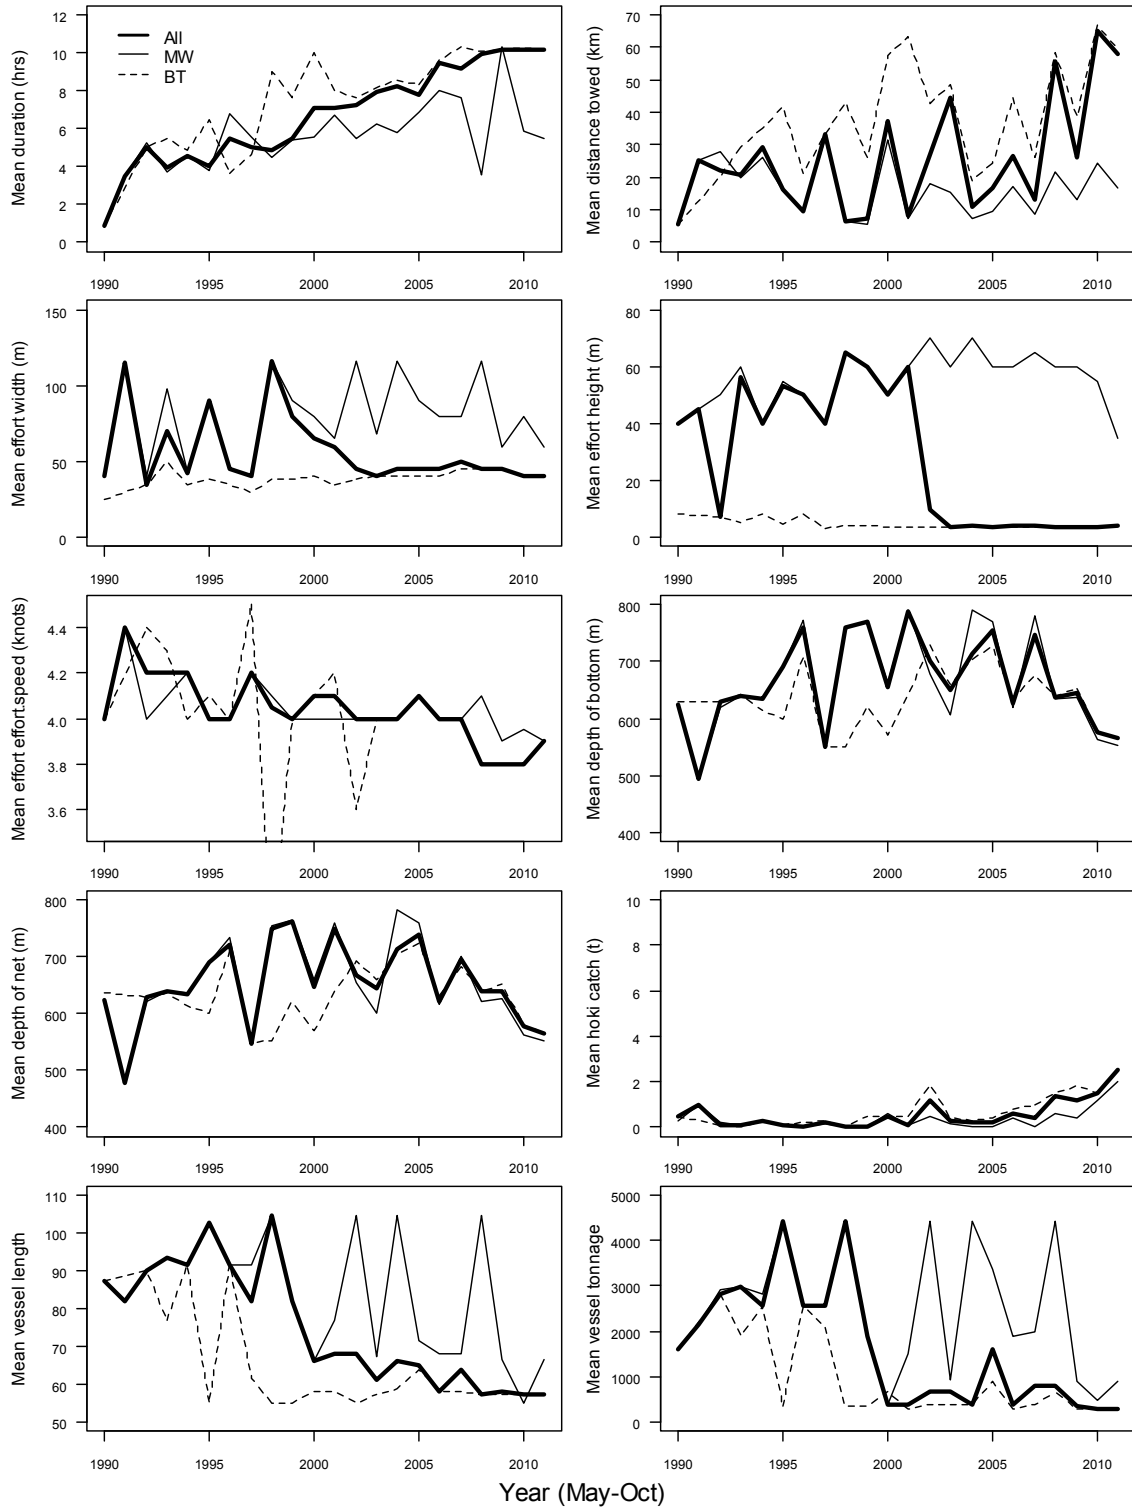 Mean duration (hrs)
12
10
8
6
4
2
0
All
MW
BT
1990 1995 2000 2005 2010
Mean distance towed (km)
70
60
50
40
30
20
10
0
1990 1995 2000 2005 2010
Mean effort width (m)
150
100
50
0
1990 1995 2000 2005 2010
Mean effort height (m)
80
60
40
20
0
1990 1995 2000 2005 2010
Mean effort effort.speed (knots)
4.4
4.2
4.0
3.8
3.6
1990 1995 2000 2005 2010
Mean depth of bottom (m)
800
700
600
500
400
1990 1995 2000 2005 2010
Mean depth of net (m)
800
700
600
500
400
1990 1995 2000 2005 2010
Mean hoki catch (t)
10
8
6
4
2
0
1990 1995 2000 2005 2010
Mean vessel length
110
100
90
80
70
60
50
1990 1995 2000 2005 2010
Mean vessel tonnage
5000
4000
3000
2000
1000
0
1990 1995 2000 2005 2010
Year (May-Oct)